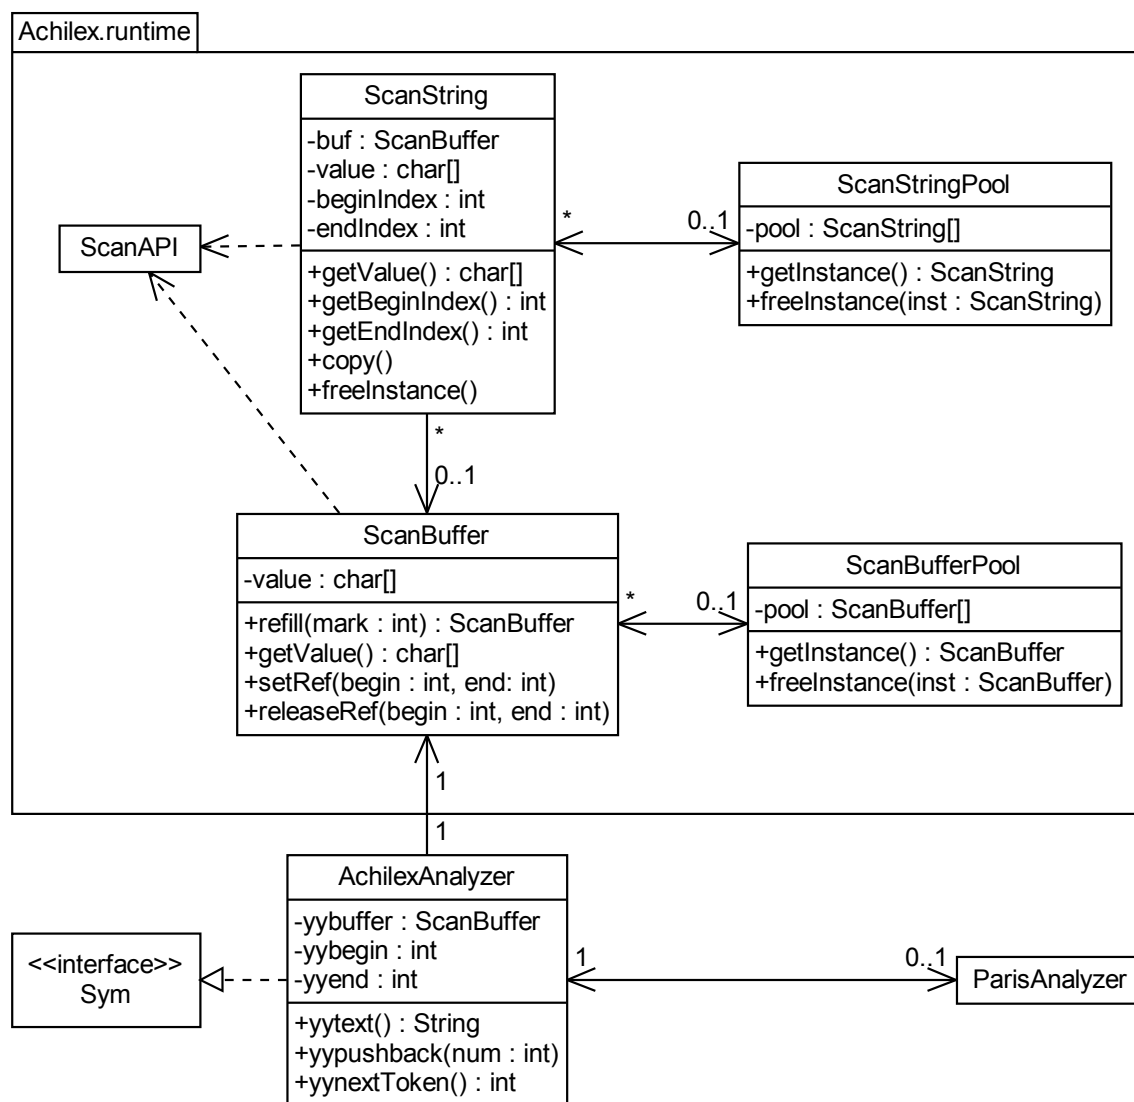 Achilex.runtime
ScanString
-buf : ScanBuffer
-value : char[]
-beginIndex : int
-endIndex : int
+getValue() : char[]
+getBeginIndex() : int
+getEndIndex() : int
+copy()
+freeInstance()
*
0..1
ScanStringPool
-pool : ScanString[]
+getInstance() : ScanString
+freeInstance(inst : ScanString)
ScanAPI
*
0..1
ScanBuffer
-value : char[]
+refill(mark : int) : ScanBuffer
+getValue() : char[]
+setRef(begin : int, end: int)
+releaseRef(begin : int, end : int)
*
0..1
ScanBufferPool
-pool : ScanBuffer[]
+getInstance() : ScanBuffer
+freeInstance(inst : ScanBuffer)
1
1
AchilexAnalyzer
-yybuffer : ScanBuffer
-yybegin : int
-yyend : int
+yytext() : String
+yypushback(num : int)
+yynextToken() : int
<<interface>>
Sym
1
0..1
ParisAnalyzer